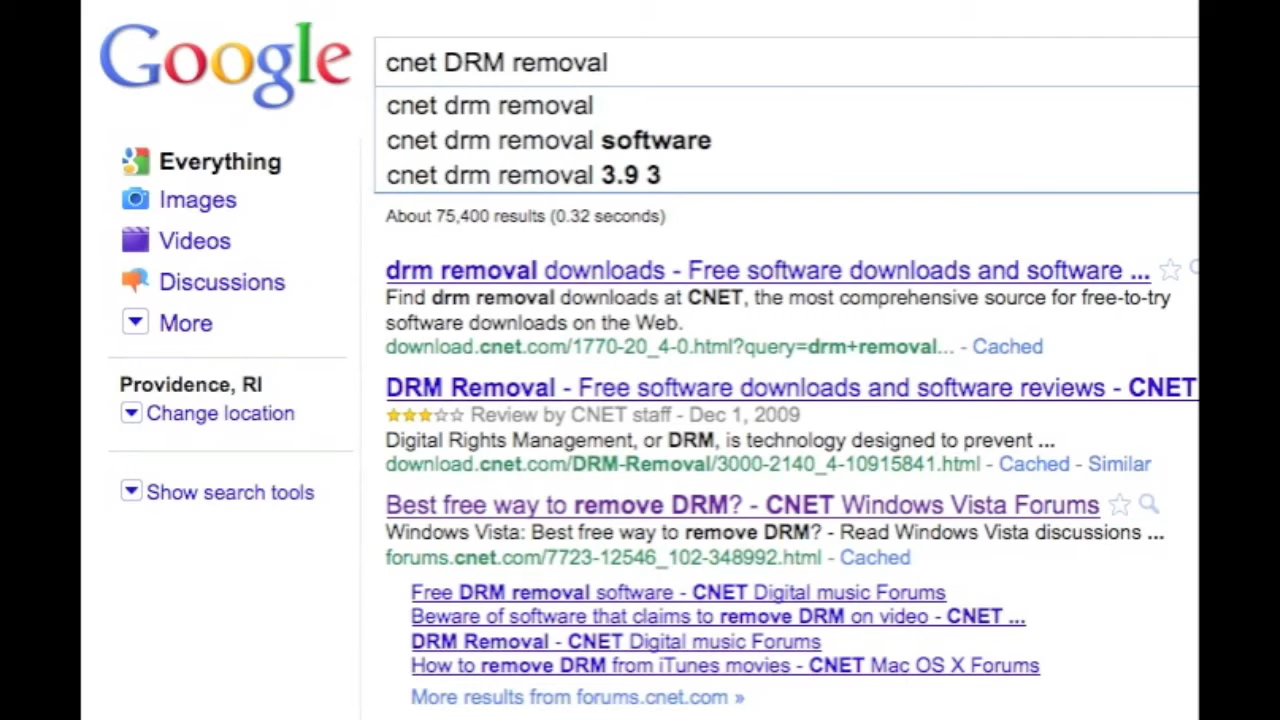 Google
cnet DRM removal
cnet drm removal
cnet drm removal software
cnet drm removal 3.9 3
Everything
Images
Videos
Discussions
More
Providence, RI
Change location
Show search tools
About 75,400 results (0.32 seconds)
drm removal downloads - Free software downloads and software ...
Find drm removal downloads at CNET, the most comprehensive source for free-to-try
software downloads on the Web.
download.cnet.com/1770-20_4-0.html?query=drm+removal... - Cached
DRM Removal - Free software downloads and software reviews - CNET
Review by CNET staff - Dec 1, 2009
Digital Rights Management, or DRM, is technology designed to prevent ...
download.cnet.com/DRM-Removal/3000-2140_4-10915841.html - Cached - Similar
Best free way to remove DRM? - CNET Windows Vista Forums
Windows Vista: Best free way to remove DRM? - Read Windows Vista discussions ...
forums.cnet.com/7723-12546_102-348992.html - Cached
Free DRM removal software - CNET Digital music Forums
Beware of software that claims to remove DRM on video - CNET ...
DRM Removal - CNET Digital music Forums
How to remove DRM from iTunes movies - CNET Mac OS X Forums
More results from forums.cnet.com »